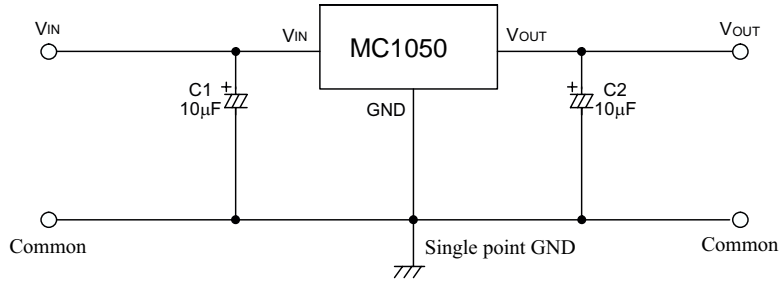 VIN
VIN
MC1050
VOUT
VOUT
C1
+
10μF
GND
+
C2
10μF
Common
Single point GND
Common